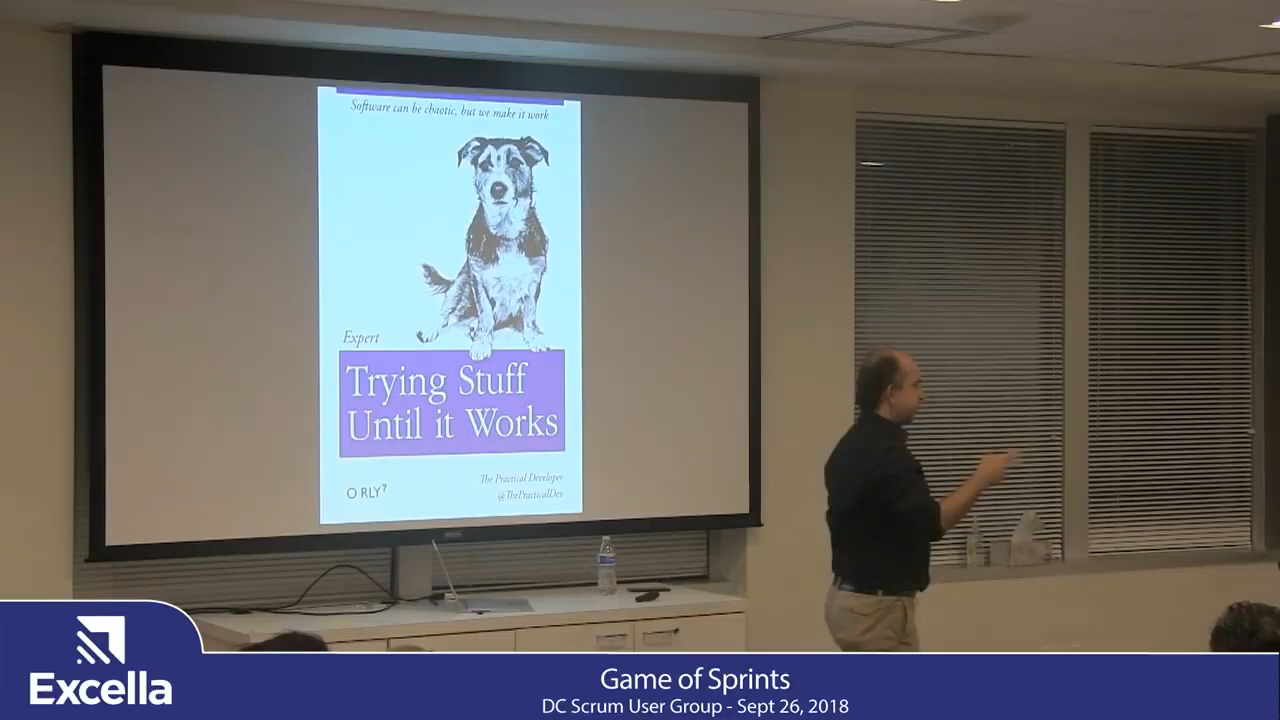 Software can be chaotic, but we make it work
Expert
Trying Stuff
Until it Works
The Practical Developer
O RLY?
@ThePracticalDev
Excella
Game of Sprints
DC Scrum User Group - Sept 26, 2018